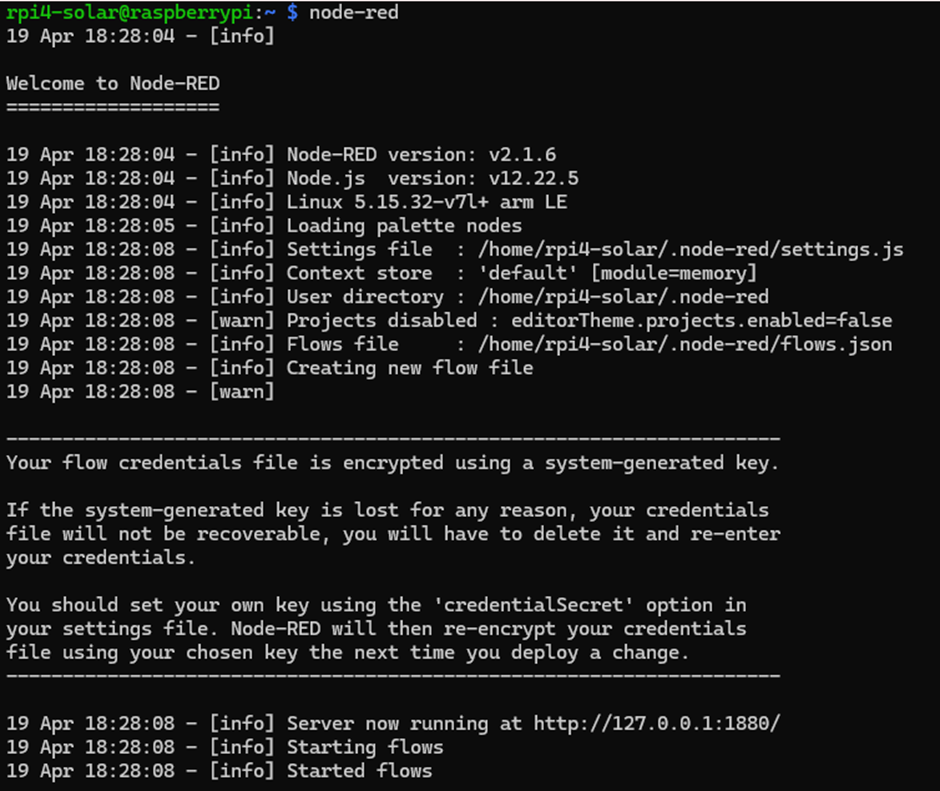 rpi4-solar@raspberrypi:~ $ node-red
19 Apr 18:28:04 - [info]
Welcome to Node-RED
===================
19 Apr 18:28:04 - [info] Node-RED version: v2.1.6
19 Apr 18:28:04 - [info] Node.js  version: v12.22.5
19 Apr 18:28:04 - [info] Linux 5.15.32-v7l+ arm LE
19 Apr 18:28:05 - [info] Loading palette nodes
19 Apr 18:28:08 - [info] Settings file  : /home/rpi4-solar/.node-red/settings.js
19 Apr 18:28:08 - [info] Context store  : 'default' [module=memory]
19 Apr 18:28:08 - [info] User directory : /home/rpi4-solar/.node-red
19 Apr 18:28:08 - [warn] Projects disabled : editorTheme.projects.enabled=false
19 Apr 18:28:08 - [info] Flows file     : /home/rpi4-solar/.node-red/flows.json
19 Apr 18:28:08 - [info] Creating new flow file
19 Apr 18:28:08 - [warn]
---------------------------------------------------------------------
Your flow credentials file is encrypted using a system-generated key.
If the system-generated key is lost for any reason, your credentials
file will not be recoverable, you will have to delete it and re-enter
your credentials.
You should set your own key using the 'credentialSecret' option in
your settings file. Node-RED will then re-encrypt your credentials
file using your chosen key the next time you deploy a change.
---------------------------------------------------------------------
19 Apr 18:28:08 - [info] Server now running at http://127.0.0.1:1880/
19 Apr 18:28:08 - [info] Starting flows
19 Apr 18:28:08 - [info] Started flows